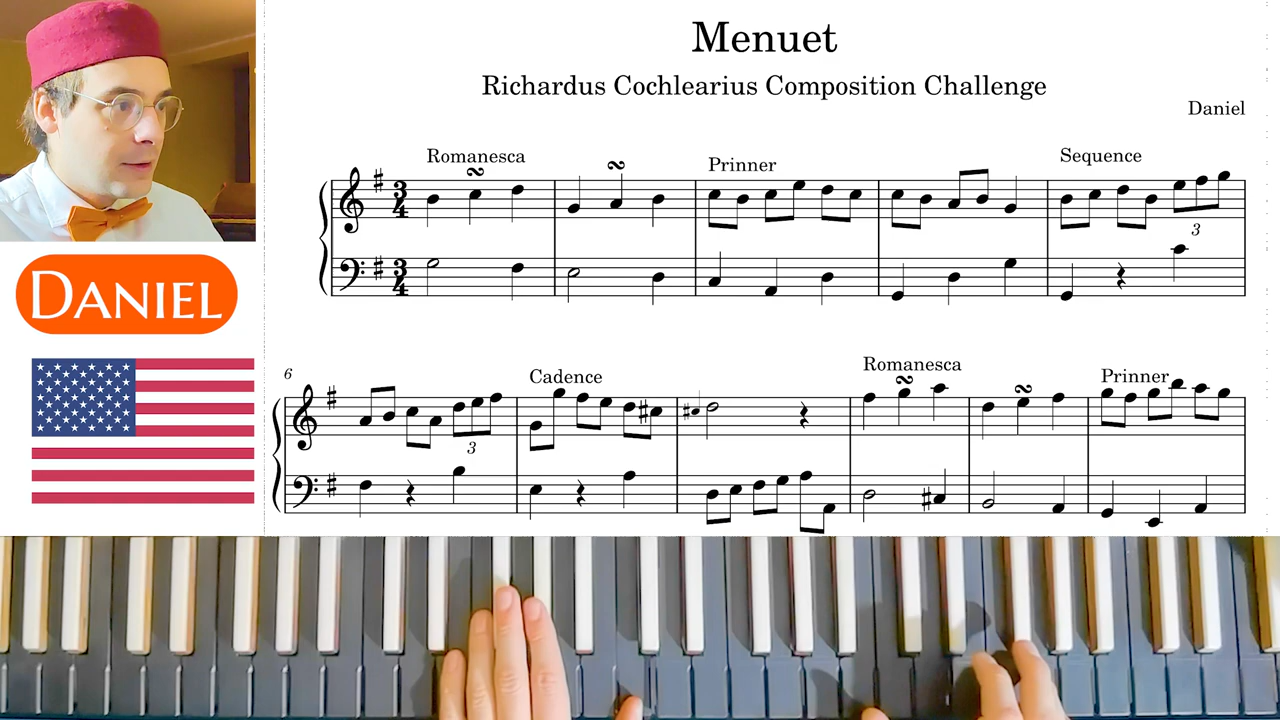 Menuet
Richardus Cochlearius Composition Challenge
Daniel
Romanesca
Prinner
Sequence
3
4
3
4
3
DANIEL
6
Cadence
Romanesca
Prinner
3